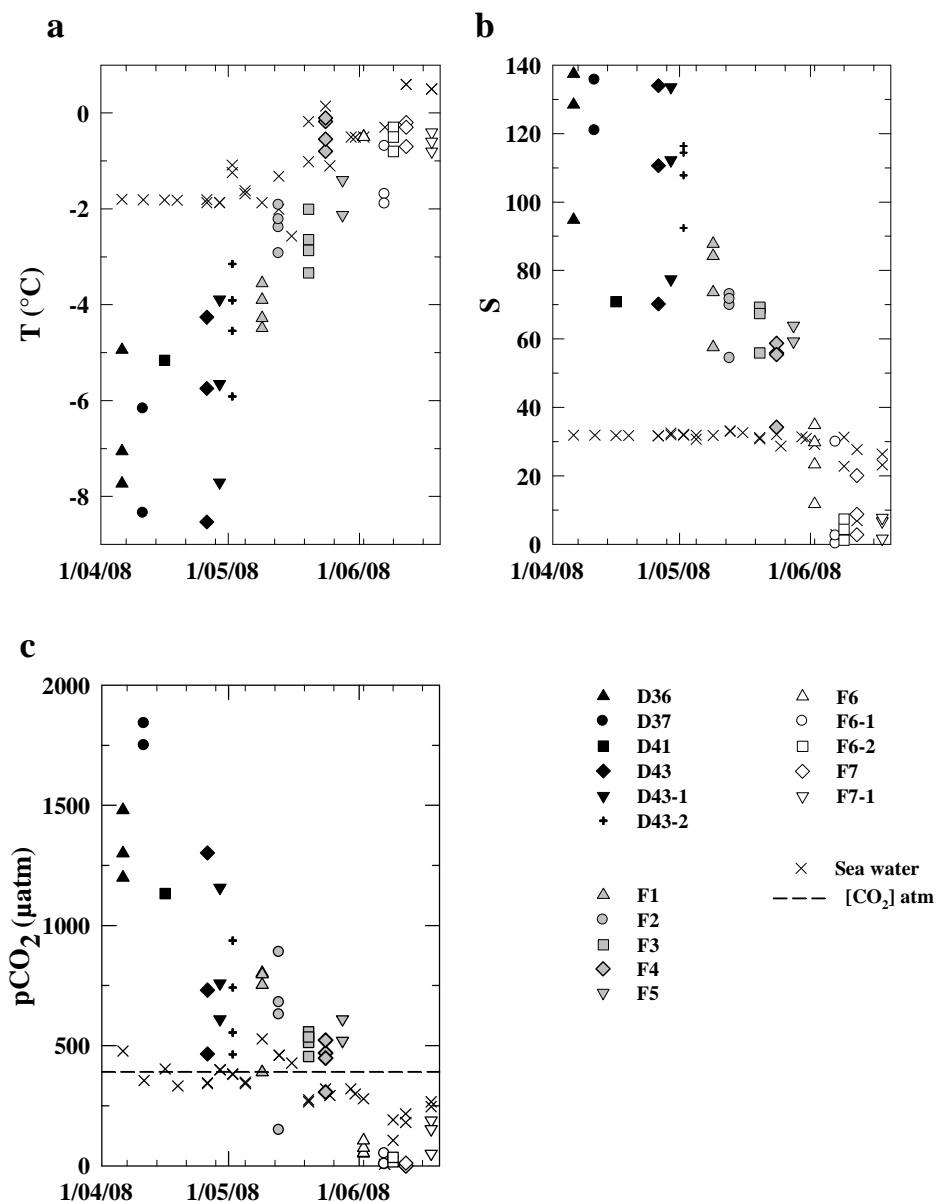 a
T (°C)
0
-2
-4
-6
-8
1/04/08 1/05/08 1/06/08
b
S
140
120
100
80
60
40
20
0
1/04/08 1/05/08 1/06/08
c
pCO2 (μatm)
2000
1500
1000
500
0
1/04/08 1/05/08 1/06/08
D36
D37
D41
D43
D43-1
D43-2
F1
F2
F3
F4
F5
F6
F6-1
F6-2
F7
F7-1
Sea water
[CO2] atm